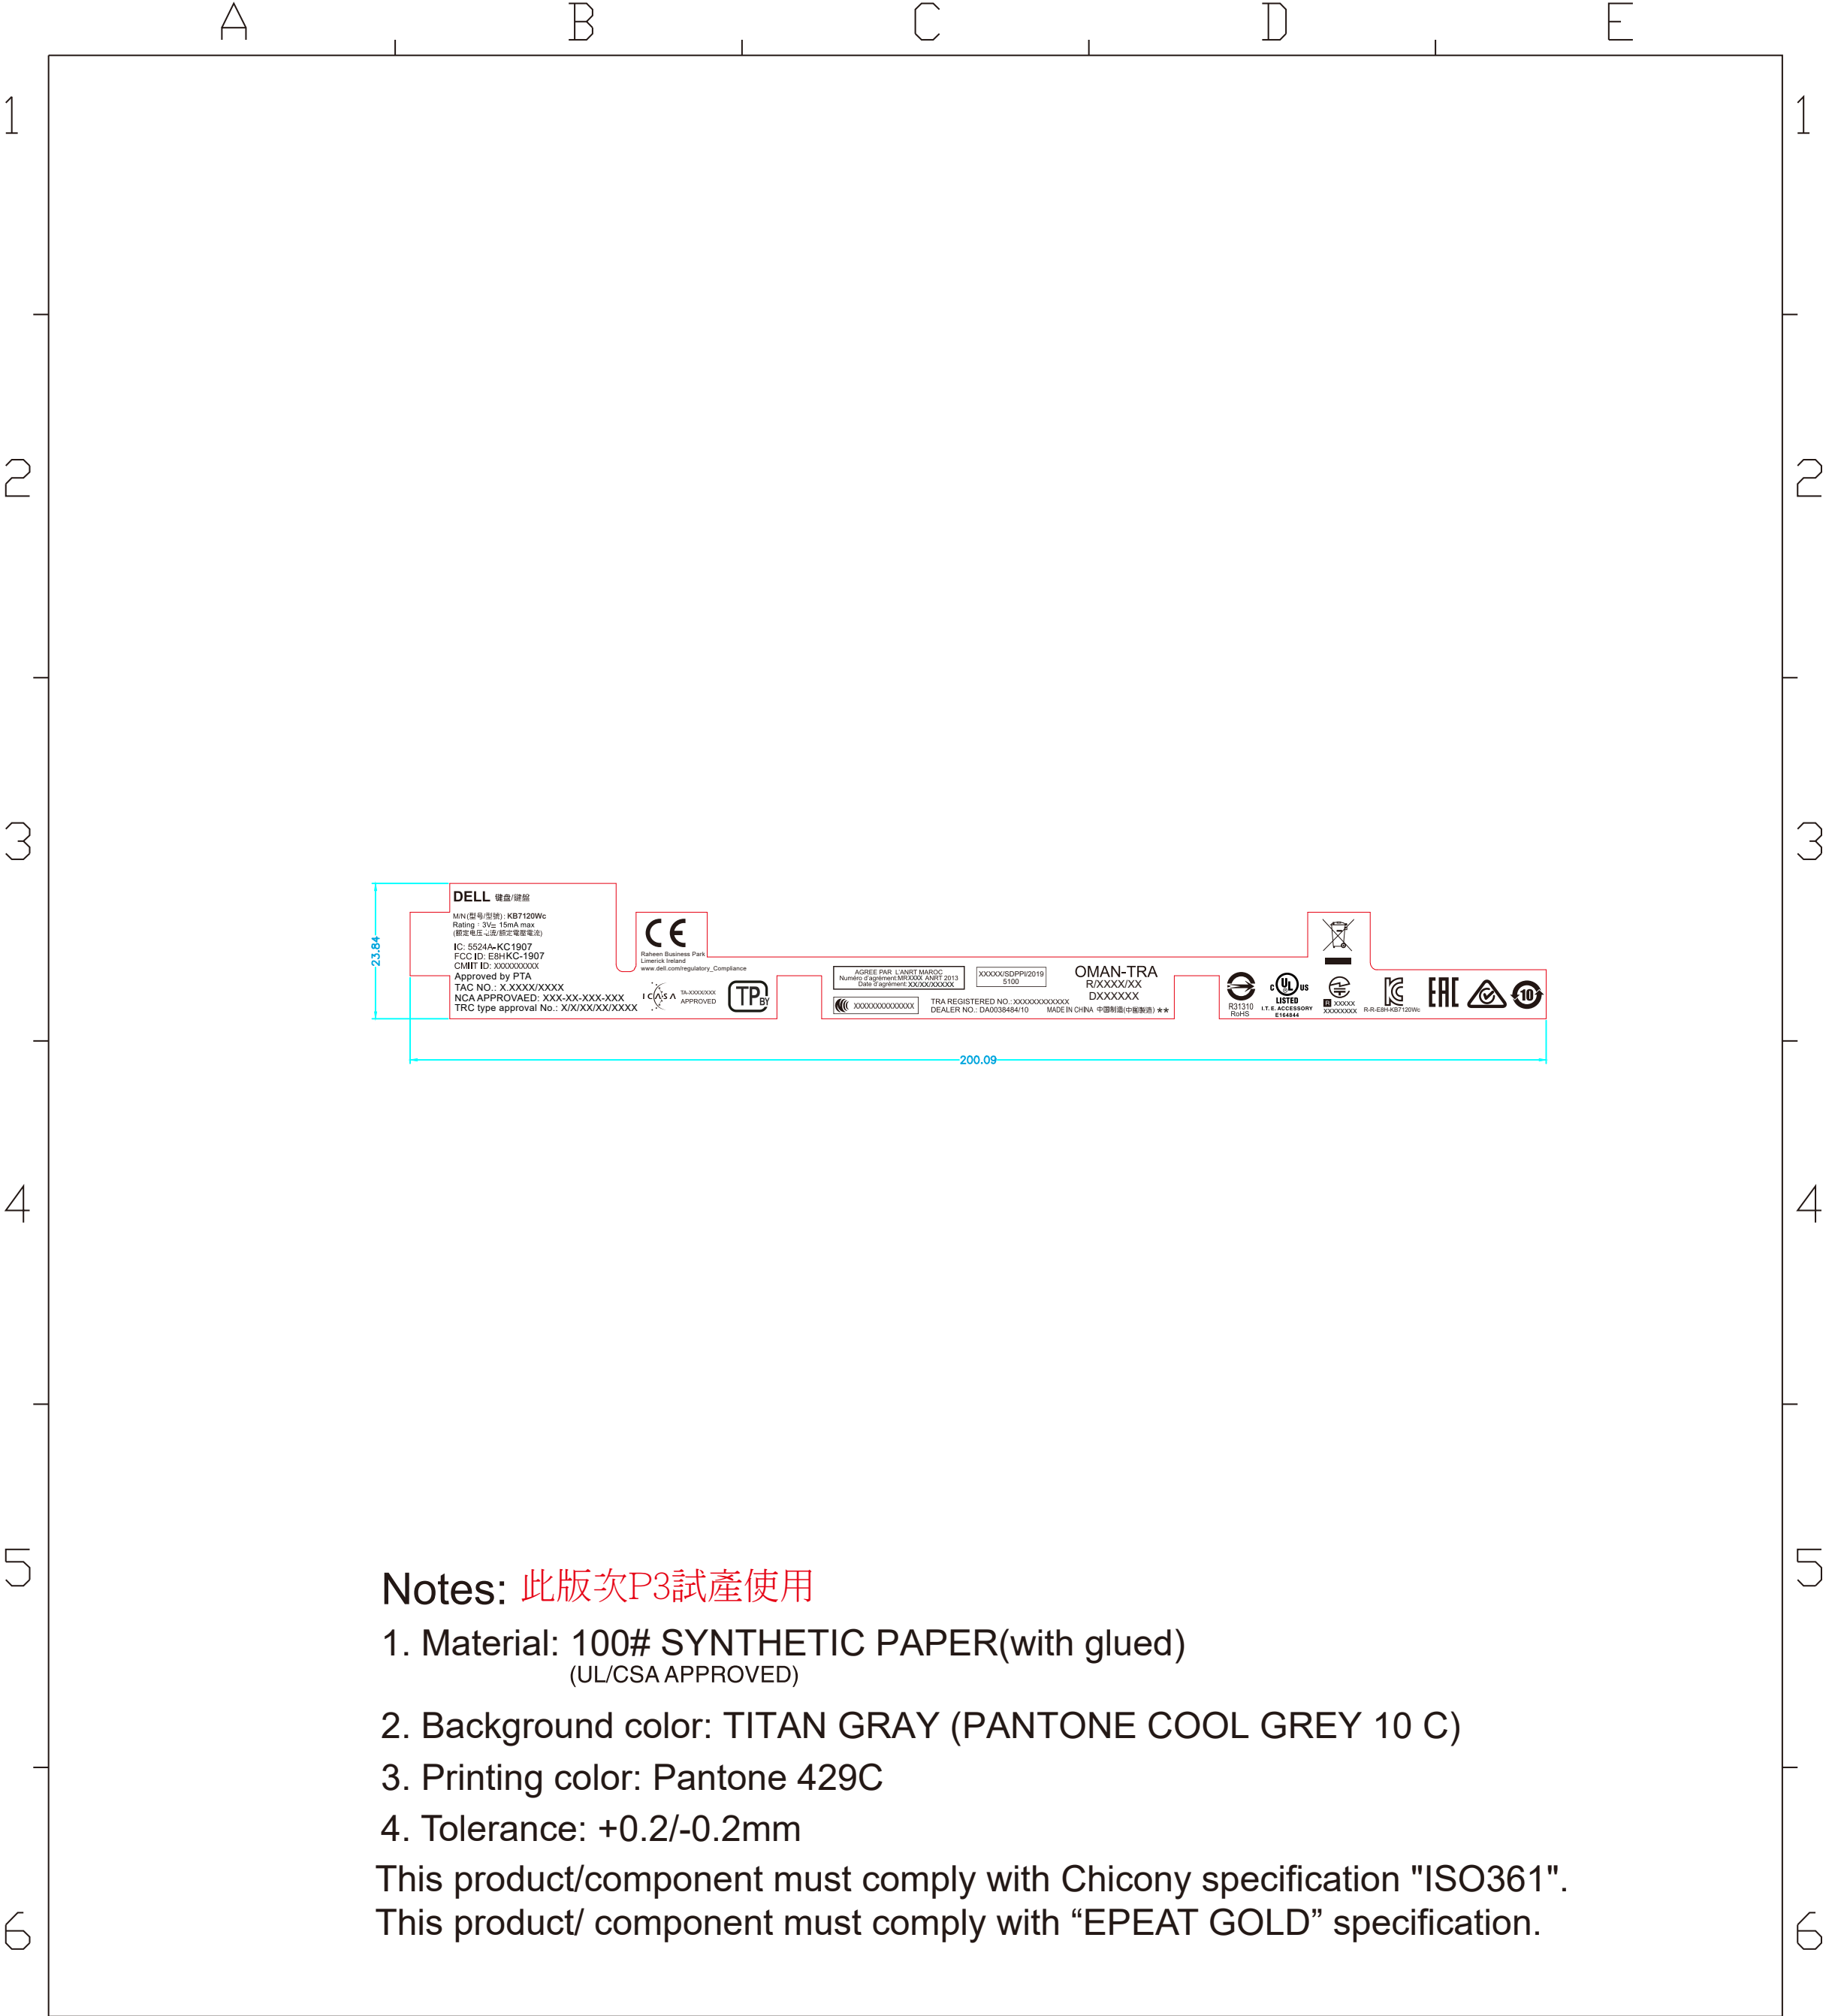 A B C D E
1 1
2 2
3 3
4 4
5 5
6 6
DELL 键盘/鍵盤
M/N(型号/型號) : KB7120Wc
Rating : 3V⎓ 15mA max
(额定电压电流/額定電壓電流)
IC: 5524A-KC1907
FCC ID: E8HKC-1907
CMIIT ID: XXXXXXXXXX
Approved by PTA
TAC NO.: X.XXXX/XXXX
NCA APPROVAED: XXX-XX-XXX-XXX
TRC type approval No.: X/X/XX/XX/XXXX
CE
Raheen Business Park
Limerick Ireland
www.dell.com/regulatory_Compliance
ICASA
TA-XXXX/XXX
APPROVED
TP BY
AGREE PAR L'ANRT MAROC
Numéro d'agrément:MRXXXX ANRT 2013
Date d'agrément: XX/XX/XXXXX
XXXXXXXXXXXXXX
XXXXX/SDPPI/2019
5100
TRA REGISTERED NO.: XXXXXXXXXXXX
DEALER NO.: DA0038484/10
OMAN-TRA
R/XXXX/XX
DXXXXXX
MADE IN CHINA 中国制造(中國製造) ★★
R31310
RoHS
C UL US
LISTED
I.T.E. ACCESSORY
E164844
R XXXXX
XXXXXXXX
R-R-E8H-KB7120Wc
EAC
10
23.84
200.09
Notes: 此版次P3試產使用
1. Material: 100# SYNTHETIC PAPER(with glued)
(UL/CSA APPROVED)
2. Background color: TITAN GRAY (PANTONE COOL GREY 10 C)
3. Printing color: Pantone 429C
4. Tolerance: +0.2/-0.2mm
This product/component must comply with Chicony specification "ISO361".
This product/ component must comply with “EPEAT GOLD” specification.